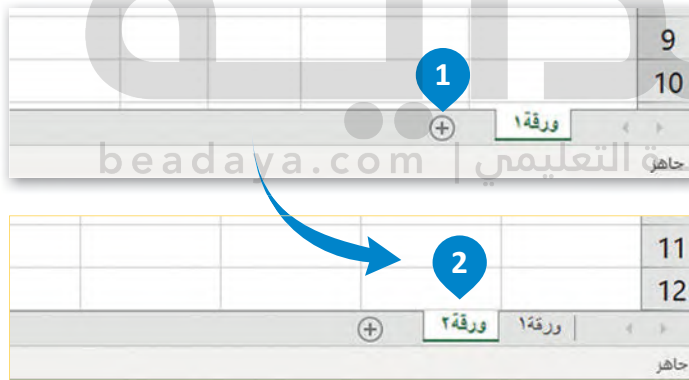 9
10
1
ورقة١
beadaya.com | ة التعليمي
جاهز
11
12
2
ورقة١ ورقة٢
جاهز